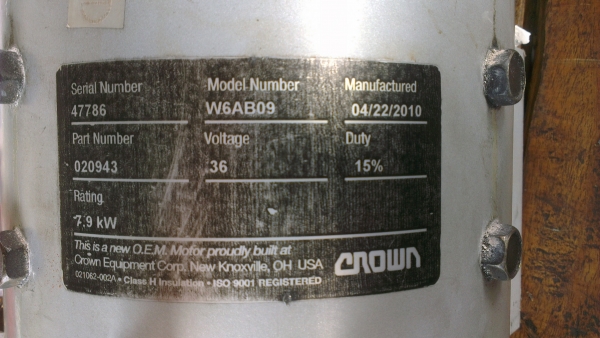 Serial Number Model Number Manufactured
47786 W6AB09 04/22/2010
Part Number Voltage Duty
020943 36 15%
Rating
7.9 kW
This is a new O.E.M. Motor proudly built at
Crown Equipment Corp. New Knoxville, OH USA
CROWN
021062-002A • Class H Insulation • ISO 9001 REGISTERED